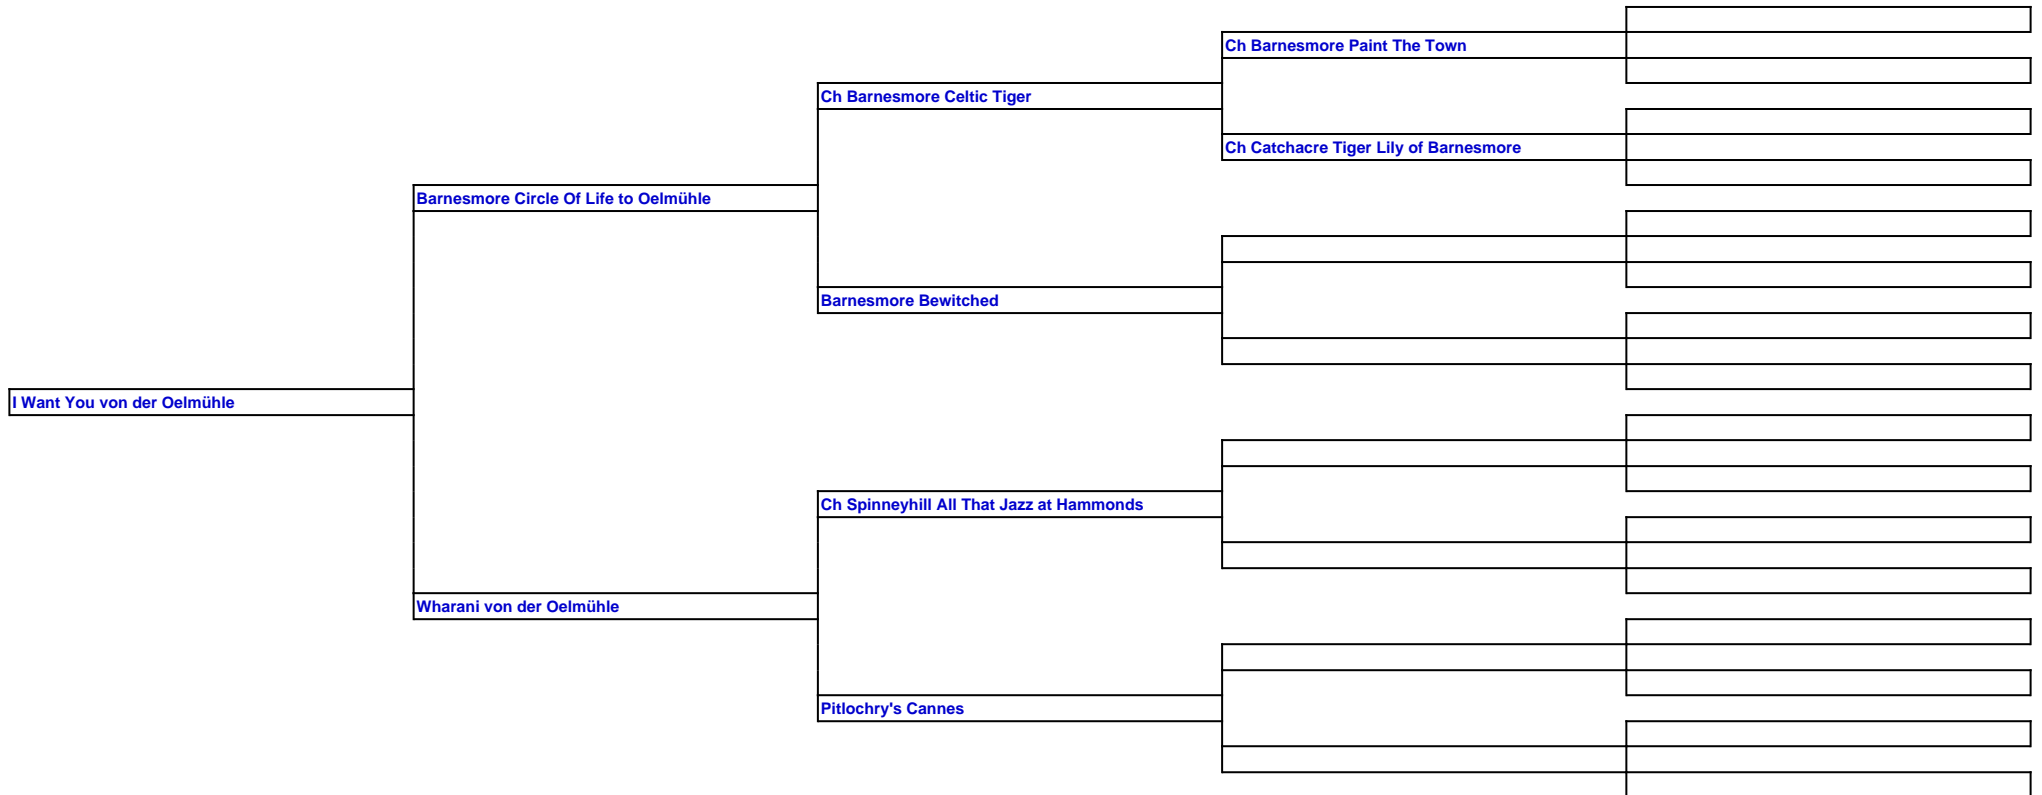 Ch Barnesmore Paint The Town
Ch Barnesmore Celtic Tiger
Ch Catchacre Tiger Lily of Barnesmore
Barnesmore Circle Of Life to Oelmühle
Barnesmore Bewitched
I Want You von der Oelmühle
Ch Spinneyhill All That Jazz at Hammonds
Wharani von der Oelmühle
Pitlochry's Cannes